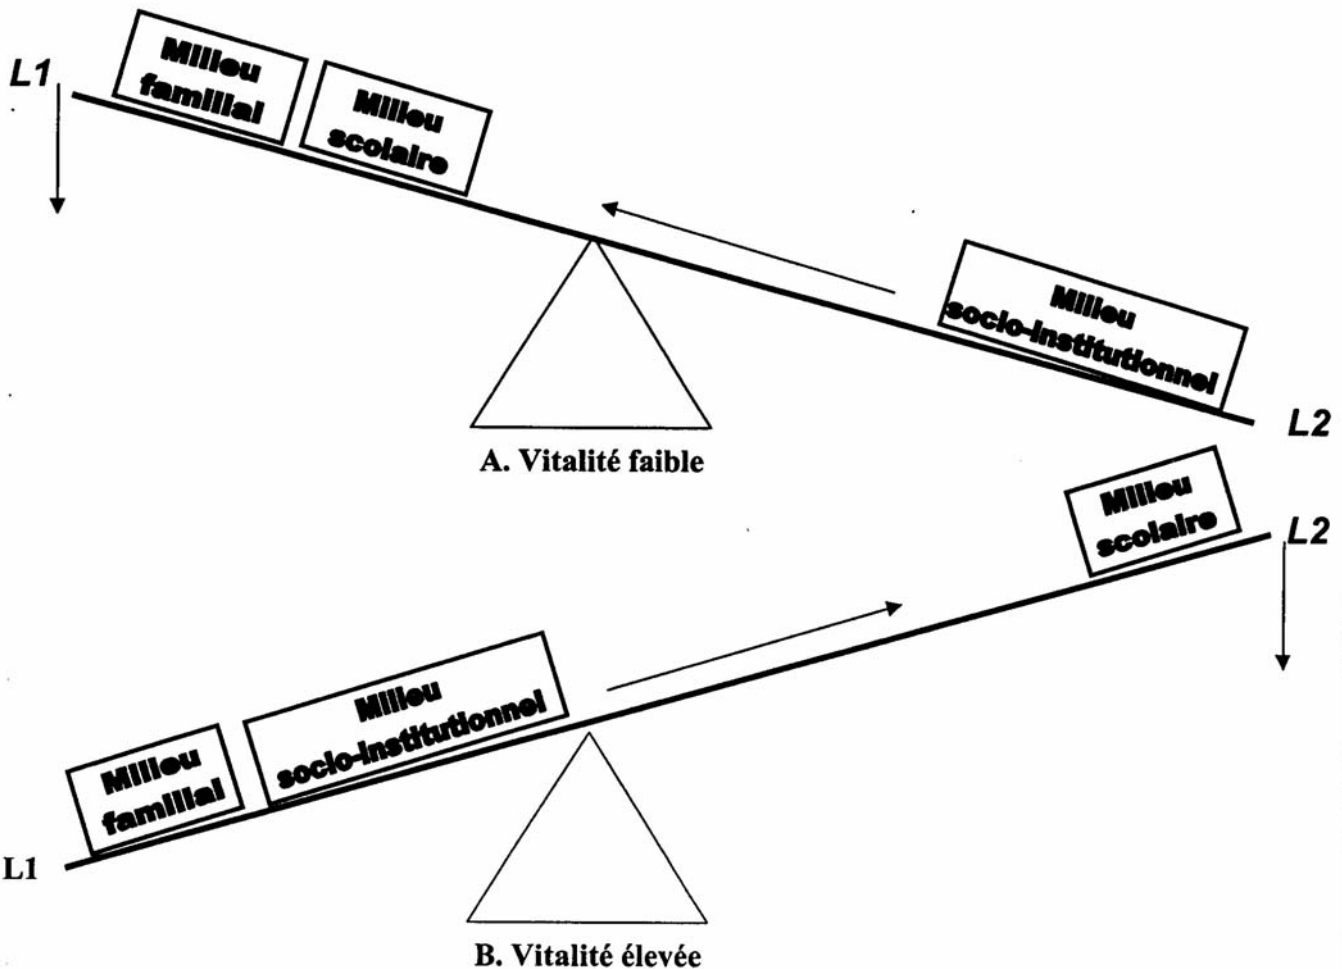 L1
Milieu
familial
Milieu
scolaire
Milieu
socio-institutionnel
L2
A. Vitalité faible
Milieu
scolaire
L2
Milieu
socio-institutionnel
Milieu
familial
L1
B. Vitalité élevée